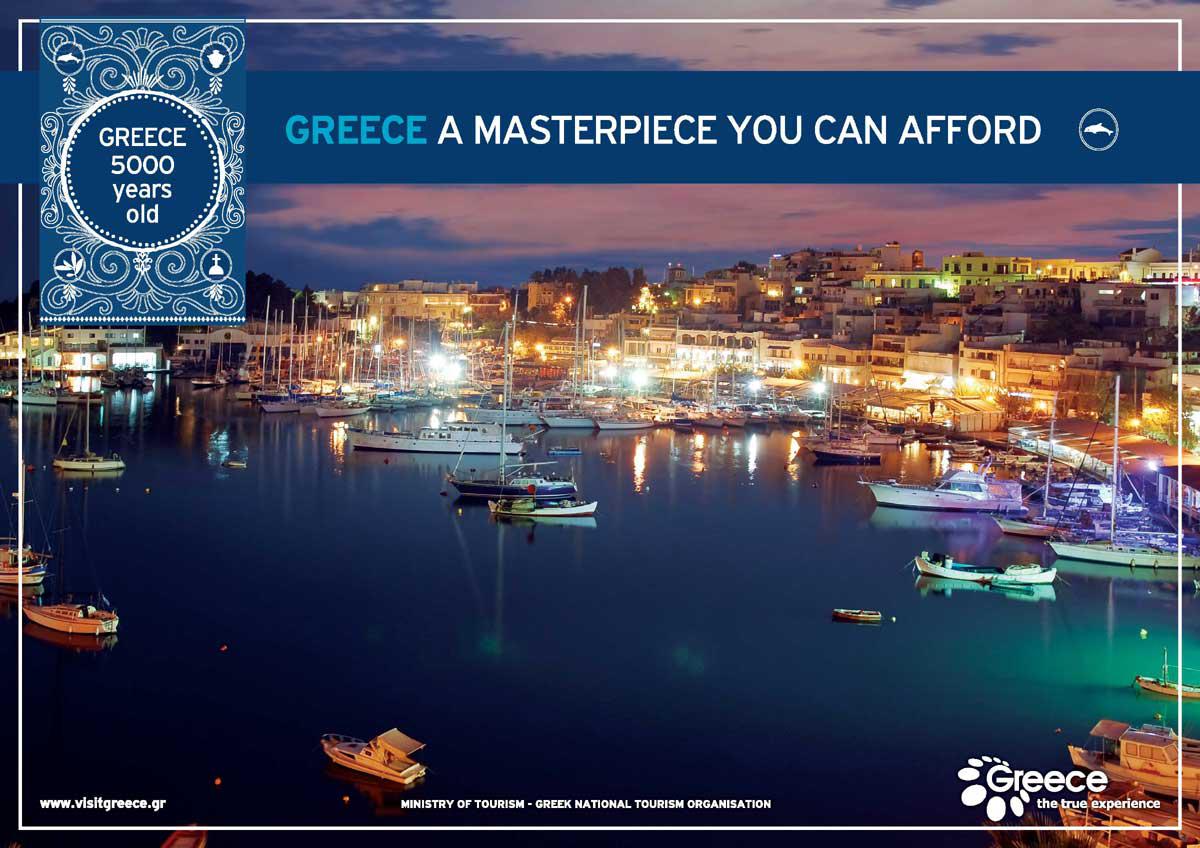 GREECE
5000
years
old
GREECE A MASTERPIECE YOU CAN AFFORD
www.visitgreece.gr
MINISTRY OF TOURISM - GREEK NATIONAL TOURISM ORGANISATION
Greece
the true experience